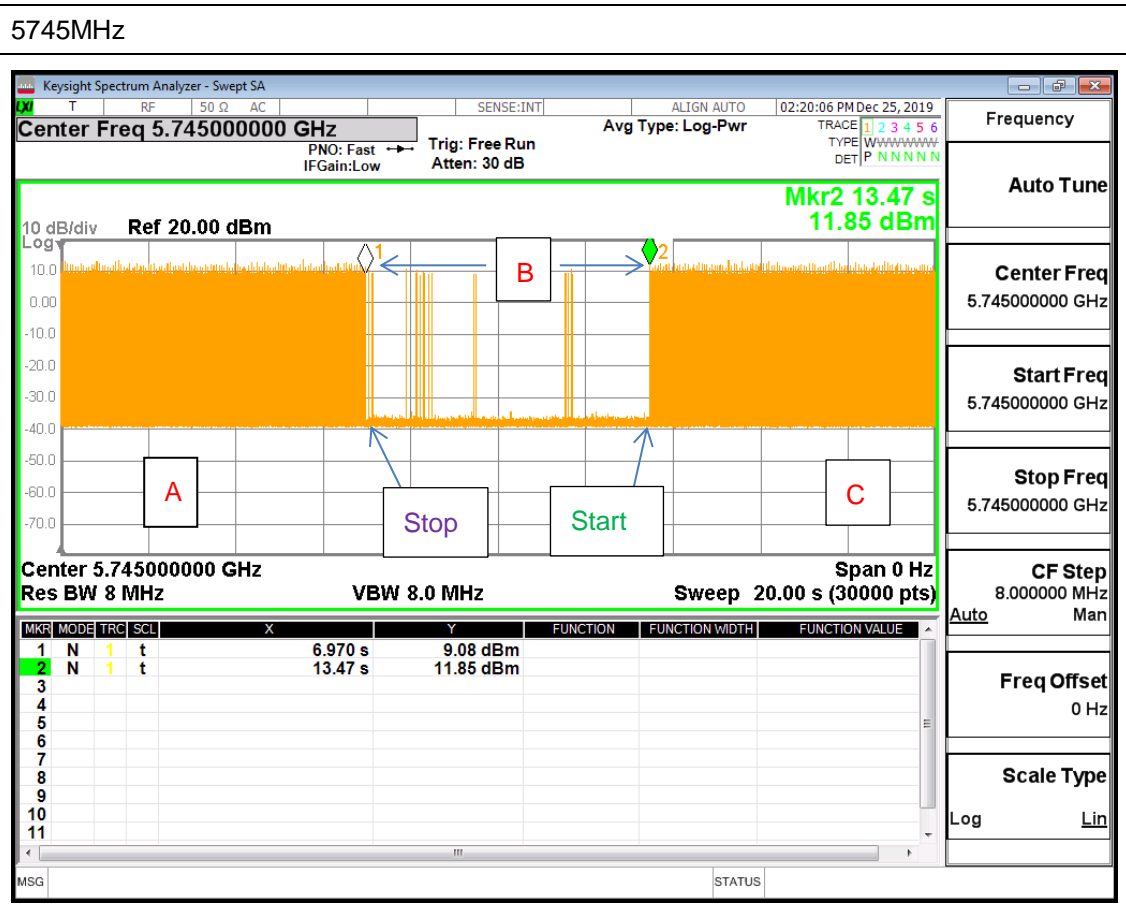 5745MHz
Keysight Spectrum Analyzer - Swept SA
LXI T RF 50 Ω AC SENSE:INT ALIGN AUTO 02:20:06 PM Dec 25, 2019
Center Freq 5.745000000 GHz
PNO: Fast
IFGain:Low
Trig: Free Run
Atten: 30 dB
Avg Type: Log-Pwr
TRACE 1 2 3 4 5 6
TYPE WWWWWWW
DET P N N N N N
Mkr2 13.47 s
11.85 dBm
10 dB/div Ref 20.00 dBm
Log
10.0
0.00
-10.0
-20.0
-30.0
-40.0
-50.0
-60.0
-70.0
1
2
B
A
C
Stop
Start
Center 5.745000000 GHz Span 0 Hz
Res BW 8 MHz VBW 8.0 MHz Sweep 20.00 s (30000 pts)
MKR MODE TRC SCL X Y FUNCTION FUNCTION WIDTH FUNCTION VALUE
1 N 1 t 6.970 s 9.08 dBm
2 N 1 t 13.47 s 11.85 dBm
3
4
5
6
7
8
9
10
11
MSG STATUS
Frequency
Auto Tune
Center Freq
5.745000000 GHz
Start Freq
5.745000000 GHz
Stop Freq
5.745000000 GHz
CF Step
8.000000 MHz
Auto Man
Freq Offset
0 Hz
Scale Type
Log Lin